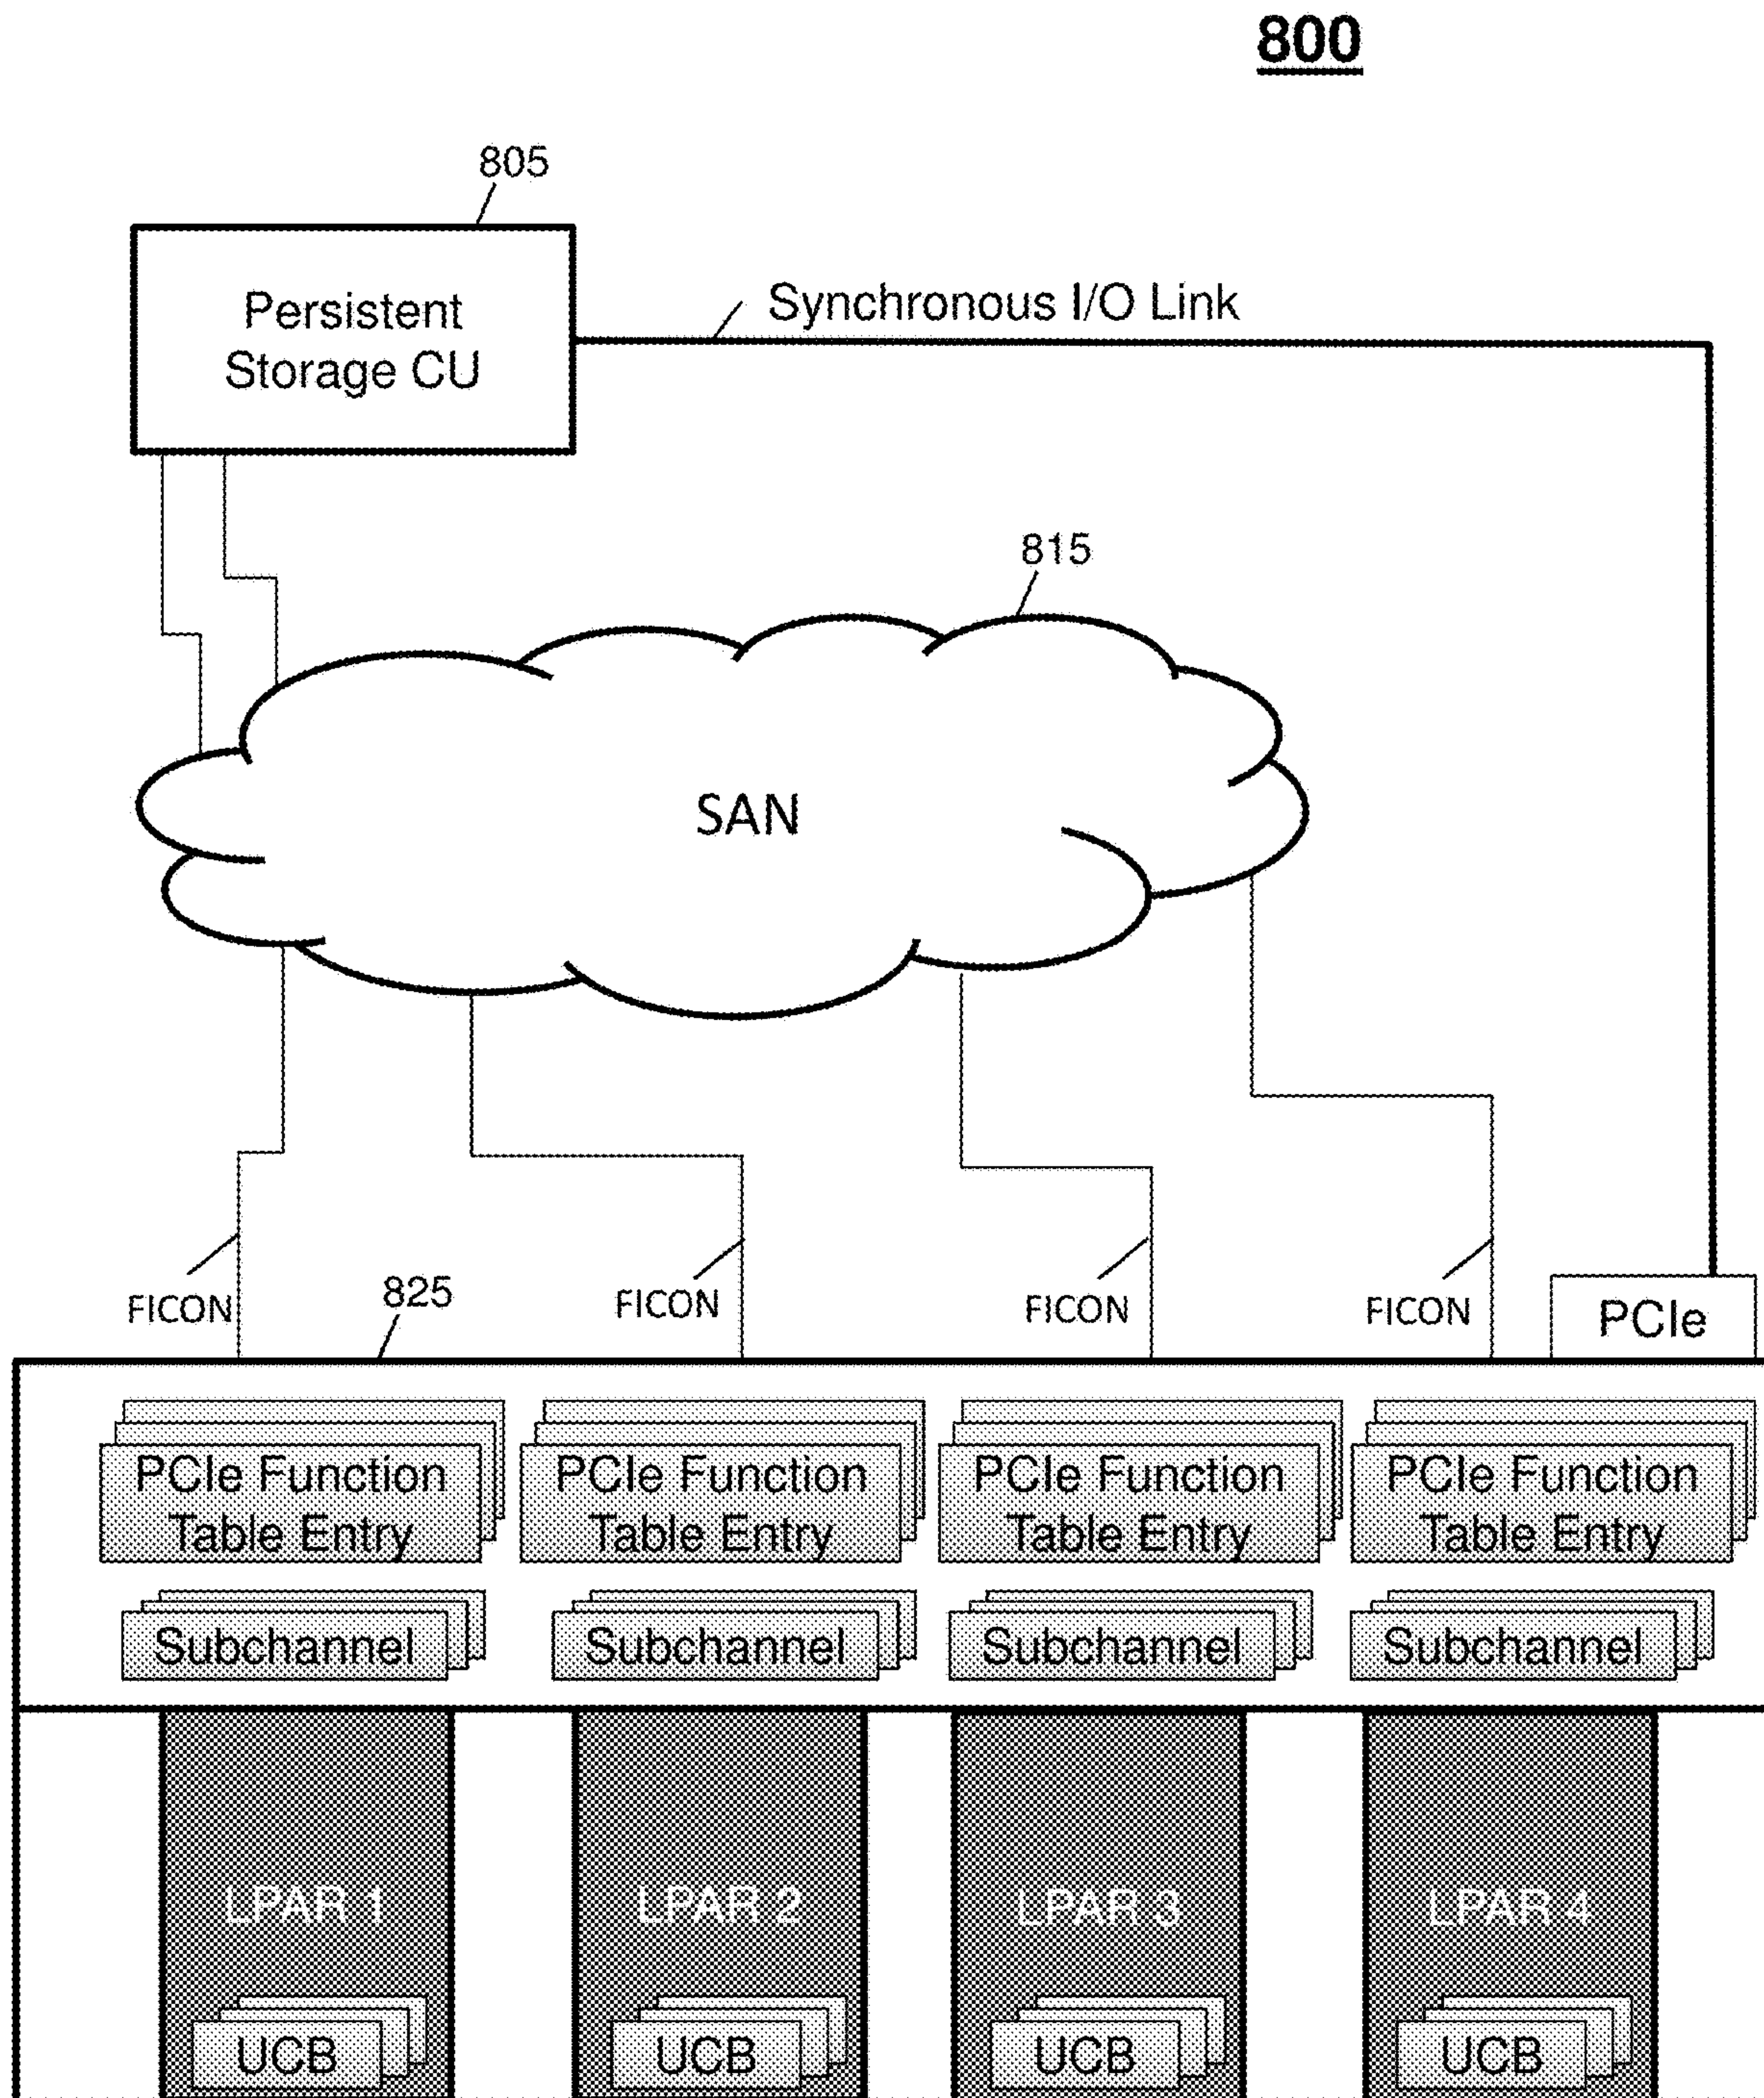 800
805
Persistent
Storage CU
Synchronous I/O Link
815
SAN
FICON
825
FICON
FICON
FICON
PCIe
PCIe Function
Table Entry
PCIe Function
Table Entry
PCIe Function
Table Entry
PCIe Function
Table Entry
Subchannel
Subchannel
Subchannel
Subchannel
LPAR 1
LPAR 2
LPAR 3
LPAR 4
UCB
UCB
UCB
UCB